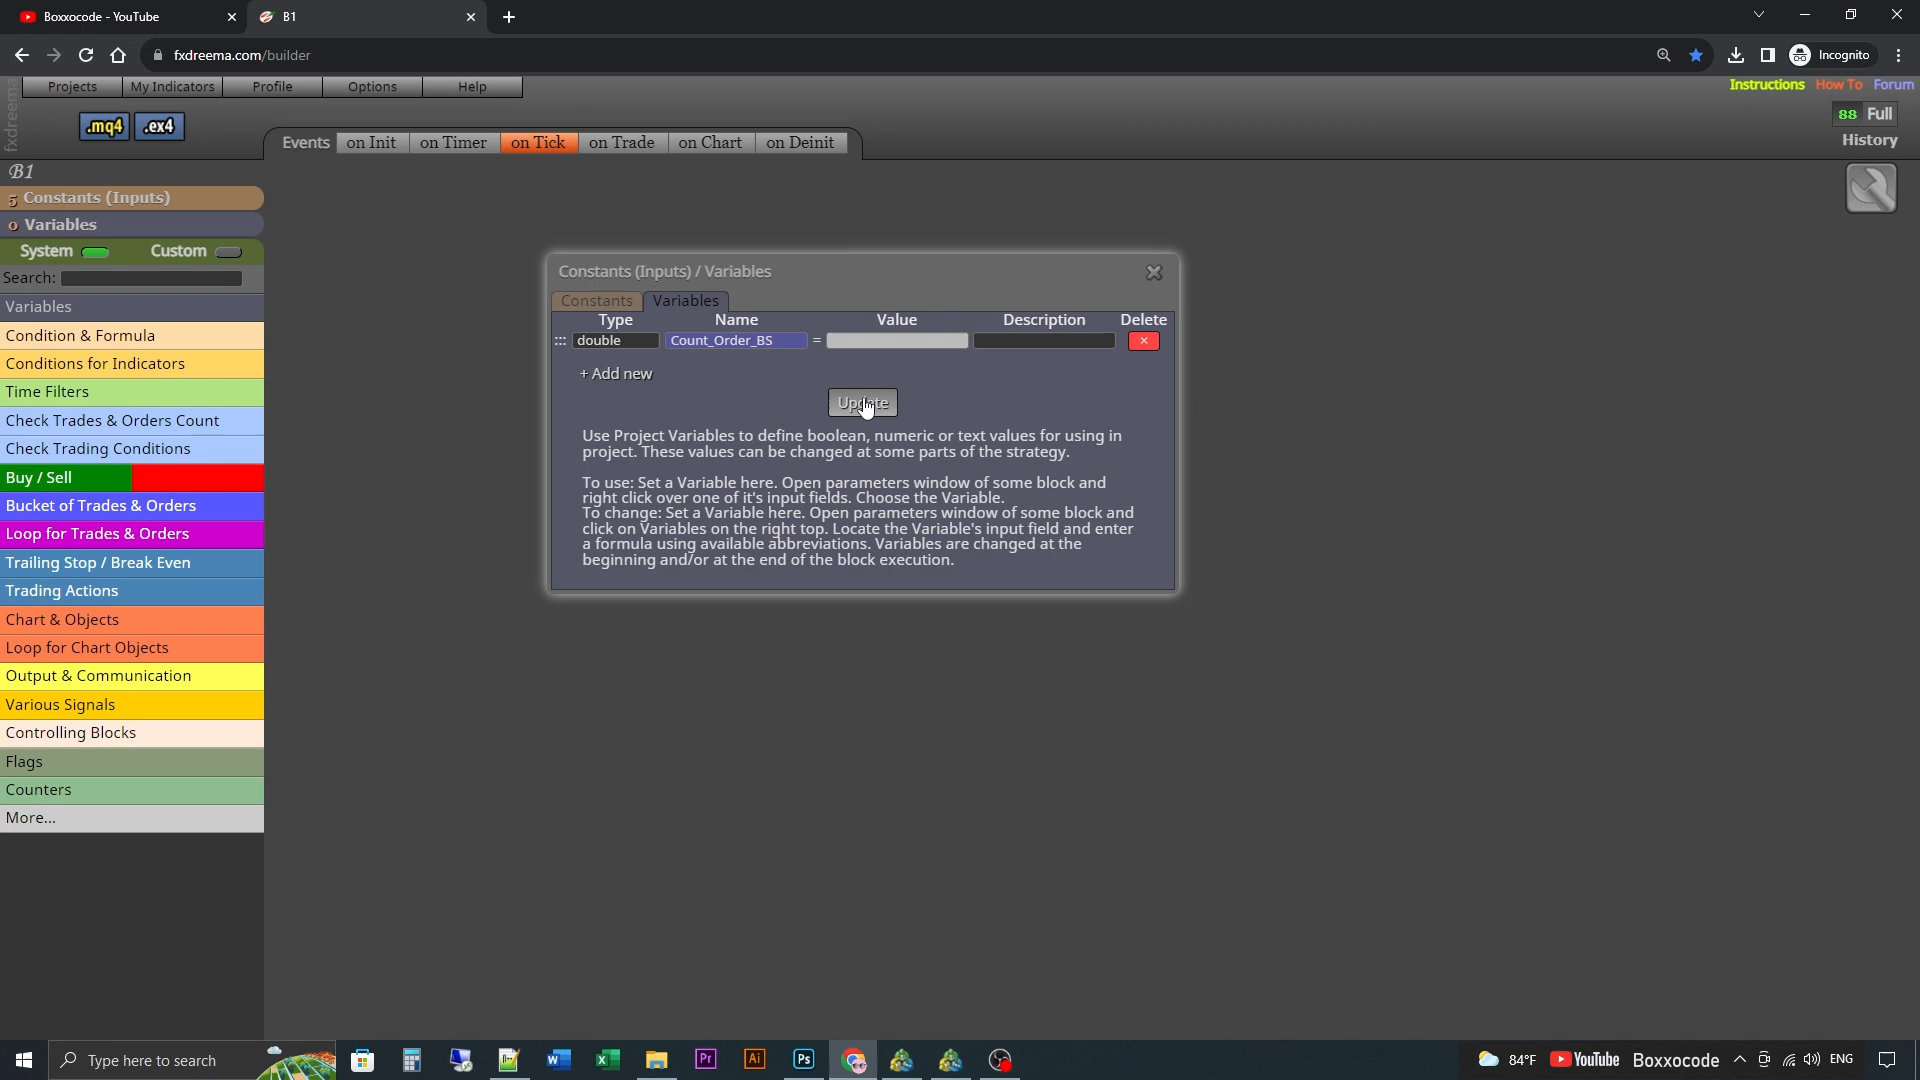 Boxxocode - YouTube
B1
fxdreema.com/builder
Incognito
Projects
My Indicators
Profile
Options
Help
Instructions
How To
Forum
fxdreema
.mq4
.ex4
Events
on Init
on Timer
on Tick
on Trade
on Chart
on Deinit
88 Full
History
B1
5 Constants (Inputs)
0 Variables
System
Custom
Search:
Variables
Condition & Formula
Conditions for Indicators
Time Filters
Check Trades & Orders Count
Check Trading Conditions
Buy / Sell
Bucket of Trades & Orders
Loop for Trades & Orders
Trailing Stop / Break Even
Trading Actions
Chart & Objects
Loop for Chart Objects
Output & Communication
Various Signals
Controlling Blocks
Flags
Counters
More...
Constants (Inputs) / Variables
Constants
Variables
Type
Name
Value
Description
Delete
::: double
Count_Order_BS
=
×
+ Add new
Update
Use Project Variables to define boolean, numeric or text values for using in
project. These values can be changed at some parts of the strategy.
To use: Set a Variable here. Open parameters window of some block and
right click over one of it's input fields. Choose the Variable.
To change: Set a Variable here. Open parameters window of some block and
click on Variables on the right top. Locate the Variable's input field and enter
a formula using available abbreviations. Variables are changed at the
beginning and/or at the end of the block execution.
Type here to search
Pr
Ai
Ps
84°F
YouTube
Boxxocode
ENG